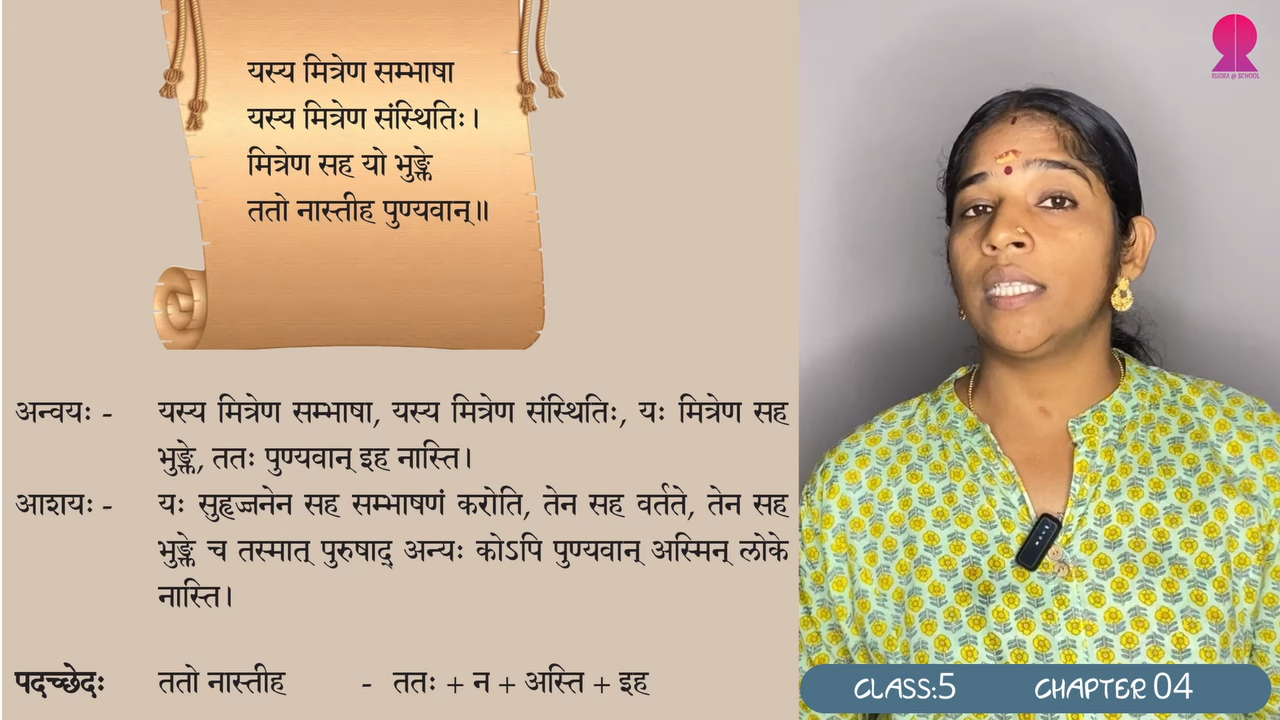 यस्य मित्रेण सम्भाषा
यस्य मित्रेण संस्थितिः।
मित्रेण सह यो भुङ्क्ते
ततो नास्तीह पुण्यवान्॥
अन्वयः - यस्य मित्रेण सम्भाषा, यस्य मित्रेण संस्थितिः, यः मित्रेण सह
भुङ्क्ते, ततः पुण्यवान् इह नास्ति।
आशयः - यः सुहृज्जनेन सह सम्भाषणं करोति, तेन सह वर्तते, तेन सह
भुङ्क्ते च तस्मात् पुरुषाद् अन्यः कोऽपि पुण्यवान् अस्मिन् लोके
नास्ति।
पदच्छेदः ततो नास्तीह - ततः + न + अस्ति + इह
RUDRA @ SCHOOL
CLASS:5 CHAPTER 04